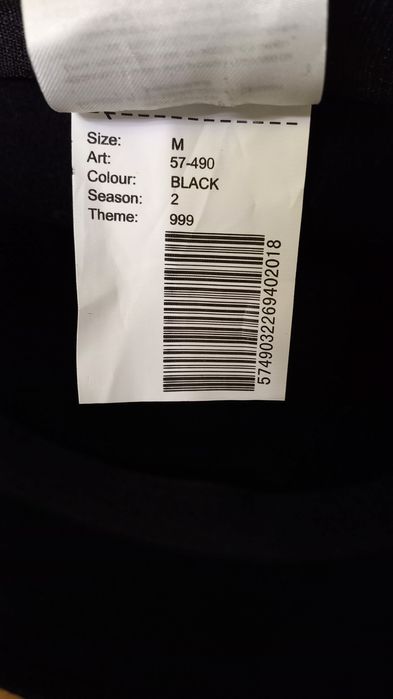 Size: M
Art: 57-490
Colour: BLACK
Season: 2
Theme: 999
5749032269402018